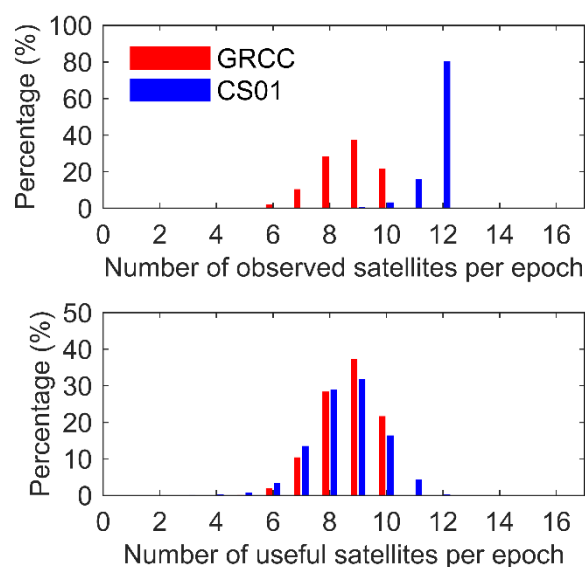 100
80
60
40
20
0
Percentage (%)
GRCC
CS01
0 2 4 6 8 10 12 14 16
Number of observed satellites per epoch
50
40
30
20
10
0
Percentage (%)
0 2 4 6 8 10 12 14 16
Number of useful satellites per epoch